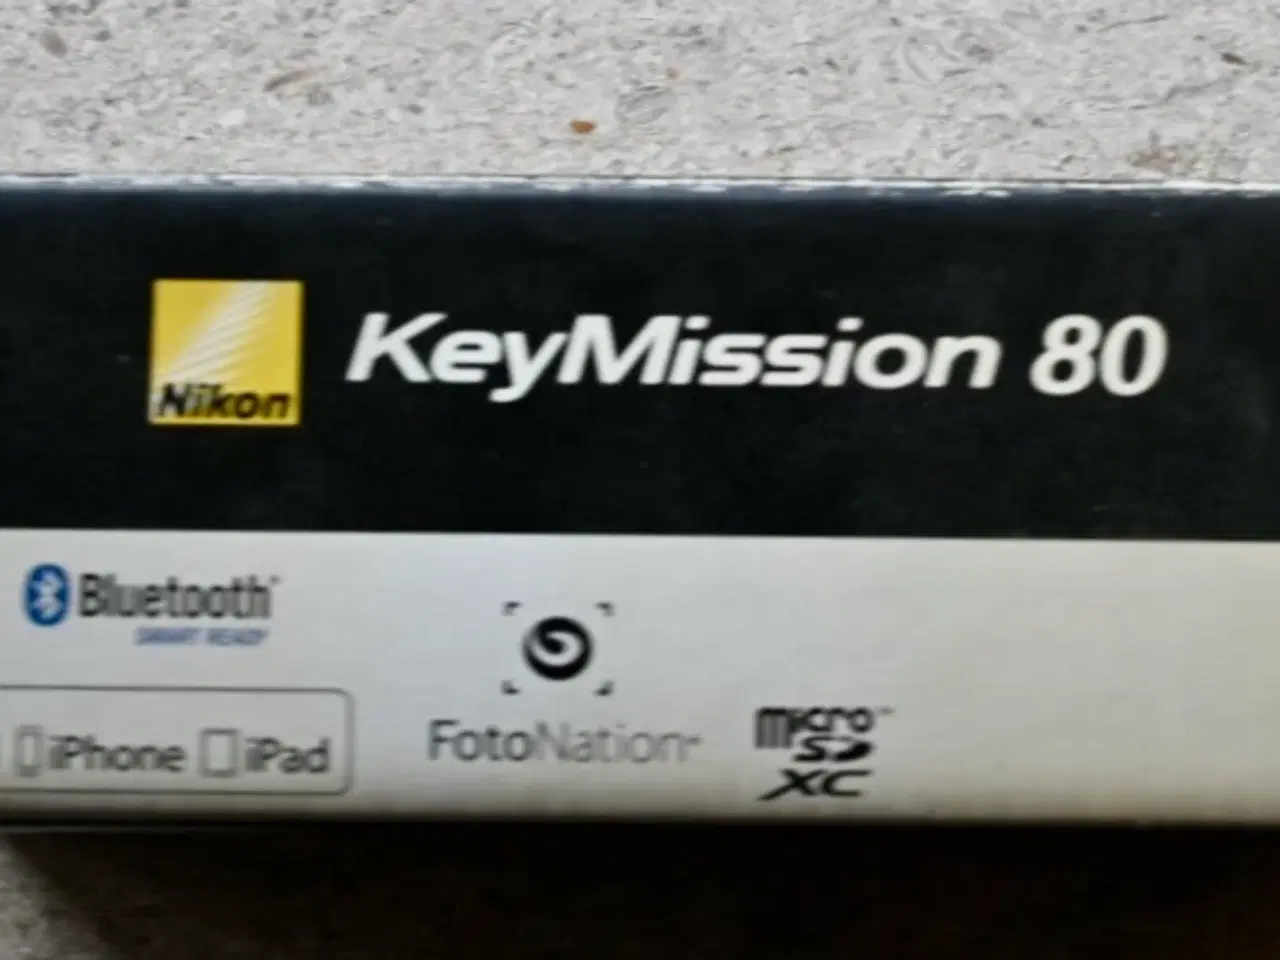 Nikon
KeyMission 80
Bluetooth
SMART READY
iPhone iPad
FotoNation
micro
SD
XC